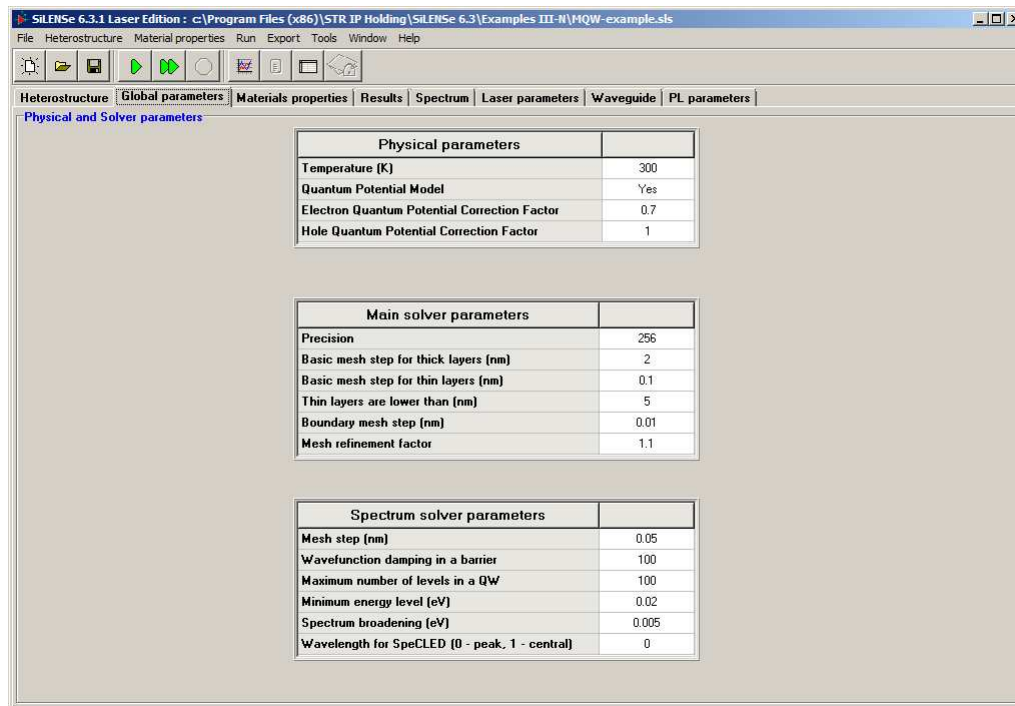 SiLENSe 6.3.1 Laser Edition : c:\Program Files (x86)\STR IP Holding\SiLENSe 6.3\Examples III-N\MQW-example.sls
File Heterostructure Material properties Run Export Tools Window Help
Heterostructure Global parameters Materials properties Results Spectrum Laser parameters Waveguide PL parameters
Physical and Solver parameters
Physical parameters
Temperature (K) 300
Quantum Potential Model Yes
Electron Quantum Potential Correction Factor 0.7
Hole Quantum Potential Correction Factor 1
Main solver parameters
Precision 256
Basic mesh step for thick layers (nm) 2
Basic mesh step for thin layers (nm) 0.1
Thin layers are lower than (nm) 5
Boundary mesh step (nm) 0.01
Mesh refinement factor 1.1
Spectrum solver parameters
Mesh step (nm) 0.05
Wavefunction damping in a barrier 100
Maximum number of levels in a QW 100
Minimum energy level (eV) 0.02
Spectrum broadening (eV) 0.005
Wavelength for SpeCLED (0 - peak, 1 - central) 0